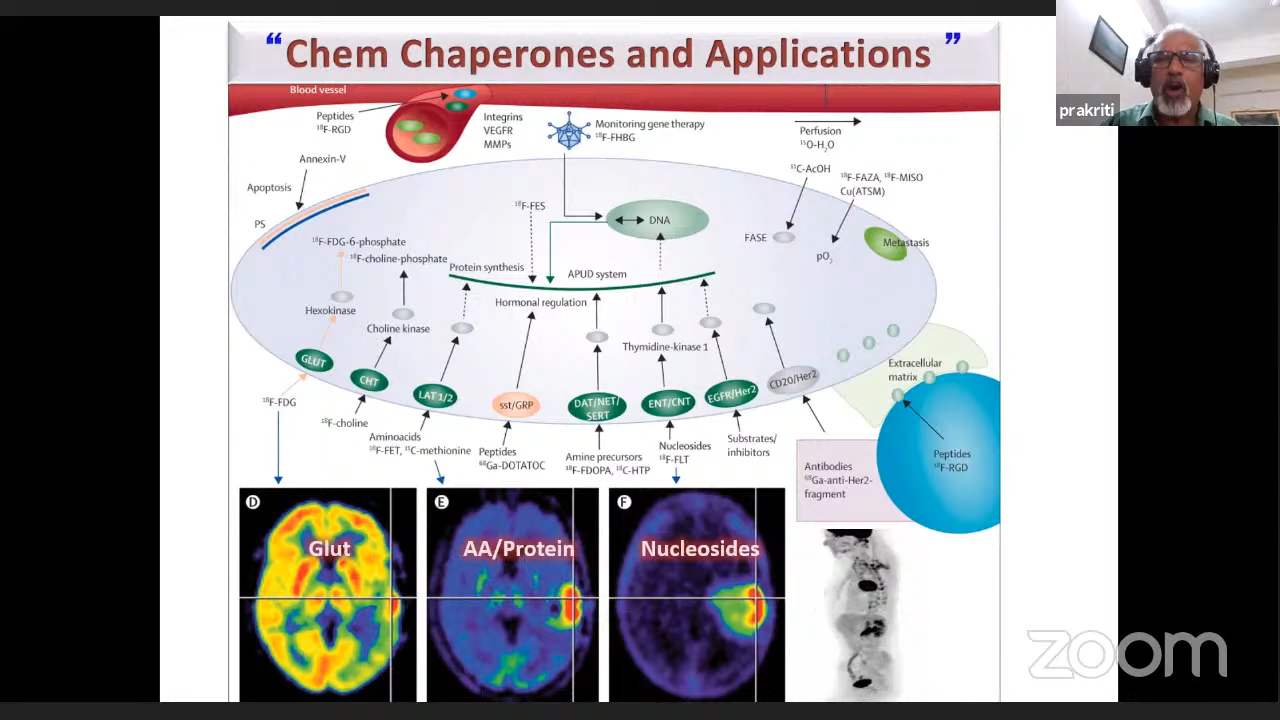 “ Chem Chaperones and Applications ”
prakriti
Blood vessel
Peptides
¹⁸F-RGD
Integrins
VEGFR
MMPs
Monitoring gene therapy
¹⁸F-FHBG
Perfusion
¹⁵O-H₂O
Annexin-V
Apoptosis
PS
¹¹C-AcOH
¹⁸F-FAZA, ¹⁸F-MISO
Cu(ATSM)
¹⁸F-FES
DNA
FASE
pO₂
Metastasis
¹⁸F-FDG-6-phosphate
¹⁸F-choline-phosphate
Protein synthesis
APUD system
Hormonal regulation
Hexokinase
Choline kinase
Thymidine-kinase 1
GLUT
CHT
LAT 1/2
sst/GRP
DAT/NET/
SERT
ENT/CNT
EGFR/Her2
CD20/Her2
Extracellular
matrix
¹⁸F-FDG
¹⁸F-choline
Aminoacids
¹⁸F-FET, ¹¹C-methionine
Peptides
⁶⁸Ga-DOTATOC
Amine precursors
¹⁸F-FDOPA, ¹⁸C-HTP
Nucleosides
¹⁸F-FLT
Substrates/
inhibitors
Antibodies
⁶⁸Ga-anti-Her2-
fragment
Peptides
¹⁸F-RGD
D
Glut
E
AA/Protein
F
Nucleosides
zoom